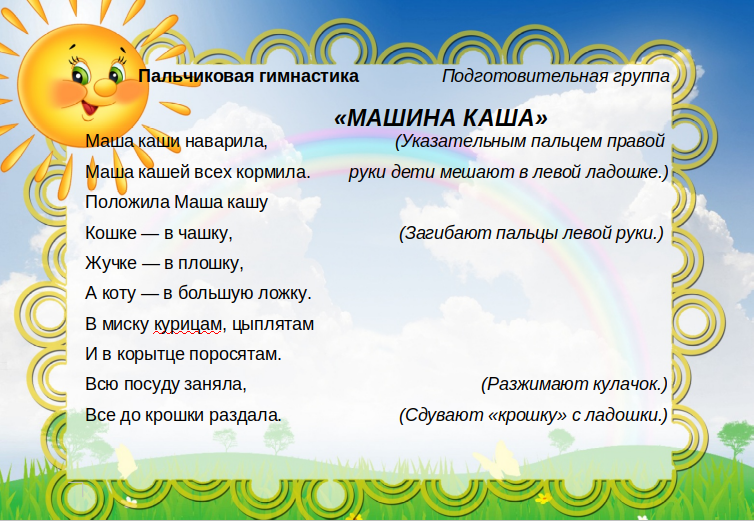 Пальчиковая гимнастика Подготовительная группа
«МАШИНА КАША»
Маша каши наварила, (Указательным пальцем правой
Маша кашей всех кормила. руки дети мешают в левой ладошке.)
Положила Маша кашу
Кошке — в чашку, (Загибают пальцы левой руки.)
Жучке — в плошку,
А коту — в большую ложку.
В миску курицам, цыплятам
И в корытце поросятам.
Всю посуду заняла, (Разжимают кулачок.)
Все до крошки раздала. (Сдувают «крошку» с ладошки.)